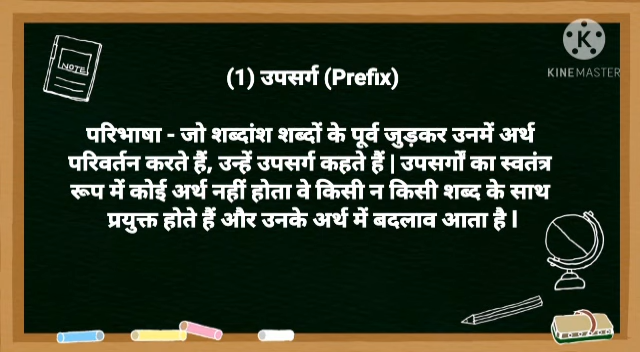 NOTE
K
KINEMASTER
(1) उपसर्ग (Prefix)
परिभाषा - जो शब्दांश शब्दों के पूर्व जुड़कर उनमें अर्थ
परिवर्तन करते हैं, उन्हें उपसर्ग कहते हैं | उपसर्गों का स्वतंत्र
रूप में कोई अर्थ नहीं होता वे किसी न किसी शब्द के साथ
प्रयुक्त होते हैं और उनके अर्थ में बदलाव आता है l